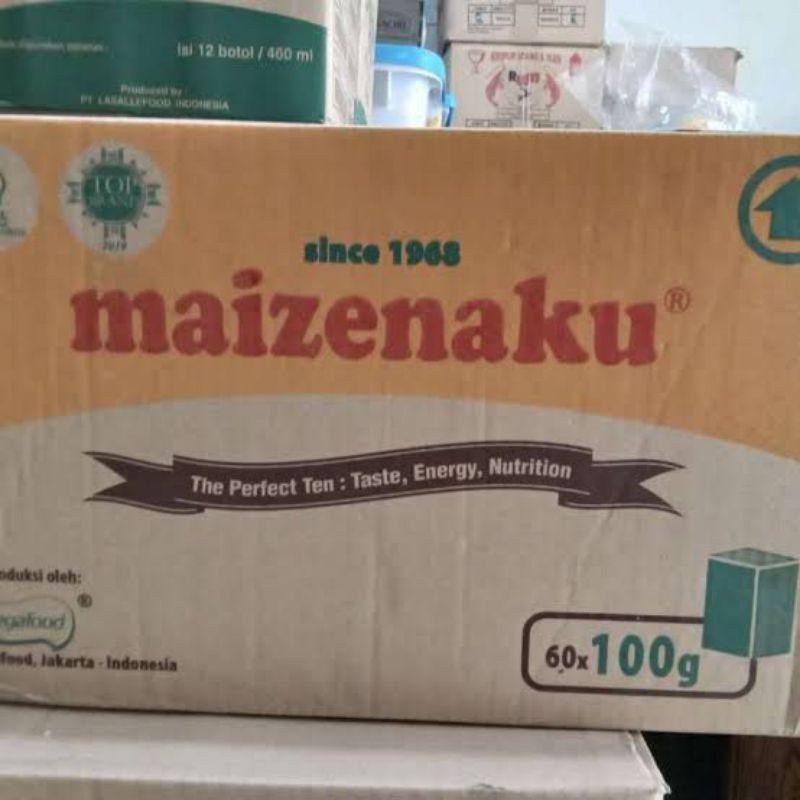 isi 12 botol / 460 ml
Produced by :
PT. LASALLEFOOD INDONESIA
TOP
BRAND
2019
since 1968
maizenaku®
The Perfect Ten : Taste, Energy, Nutrition
oduksi oleh:
egafood®
food, Jakarta - Indonesia
60x100g